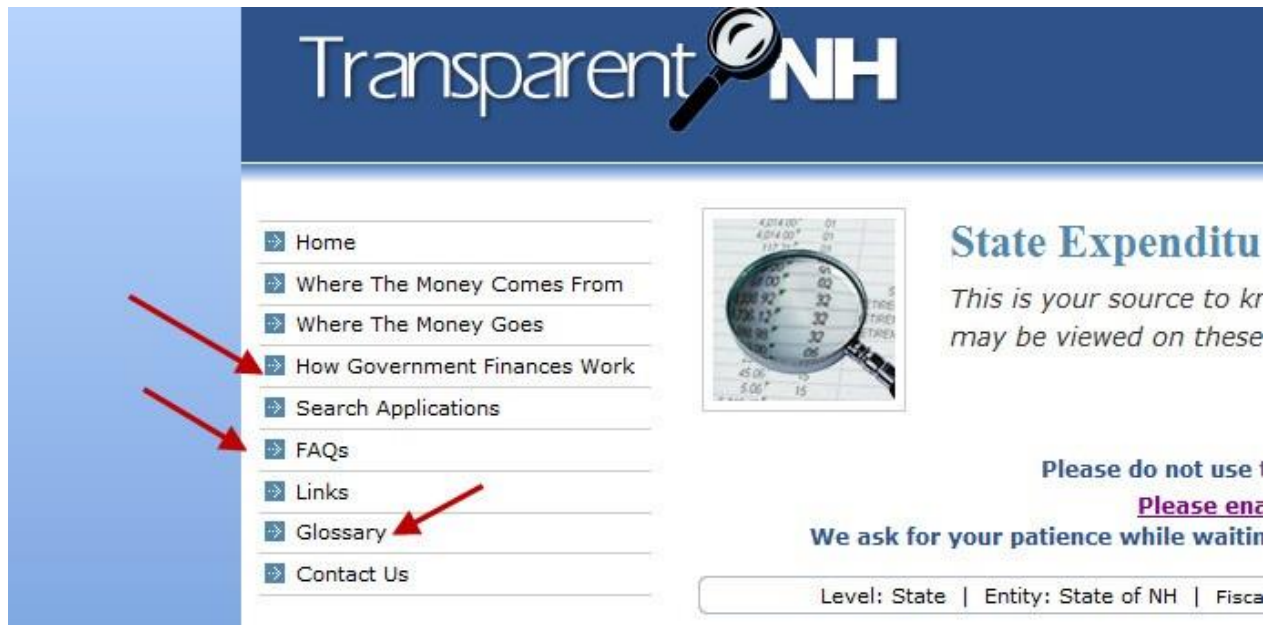 Transparent NH
Home
Where The Money Comes From
Where The Money Goes
How Government Finances Work
Search Applications
FAQs
Links
Glossary
Contact Us
State Expenditu
This is your source to kn
may be viewed on these
Please do not use t
Please ena
We ask for your patience while waitin
Level: State | Entity: State of NH | Fisca